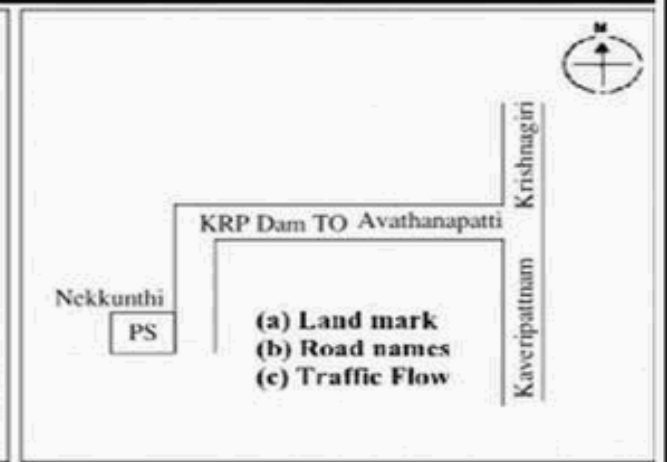 N
Krishnagiri
KRP Dam TO Avathanapatti
Nekkunthi
PS
Kaveripattnam
(a) Land mark
(b) Road names
(c) Traffic Flow